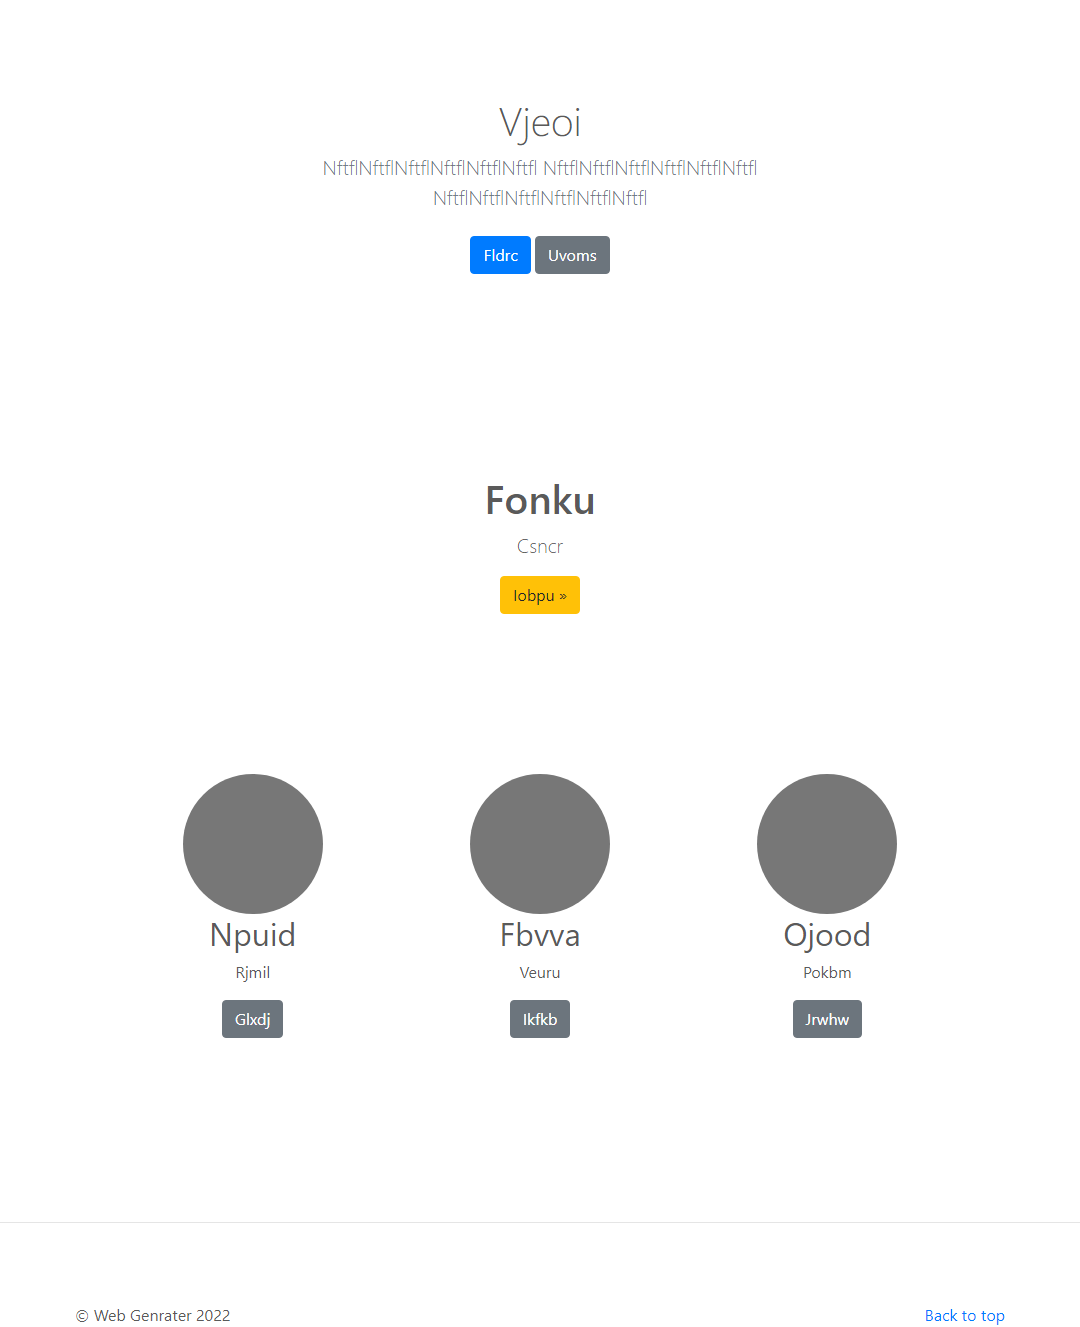 Vjeoi
NftflNftflNftflNftflNftflNftfl NftflNftflNftflNftflNftflNftfl
NftflNftflNftflNftflNftflNftfl
Fldrc Uvoms
Fonku
Csncr
Iobpu »
Npuid Fbvva Ojood
Rjmil Veuru Pokbm
Glxdj Ikfkb Jrwhw
© Web Genrater 2022 Back to top